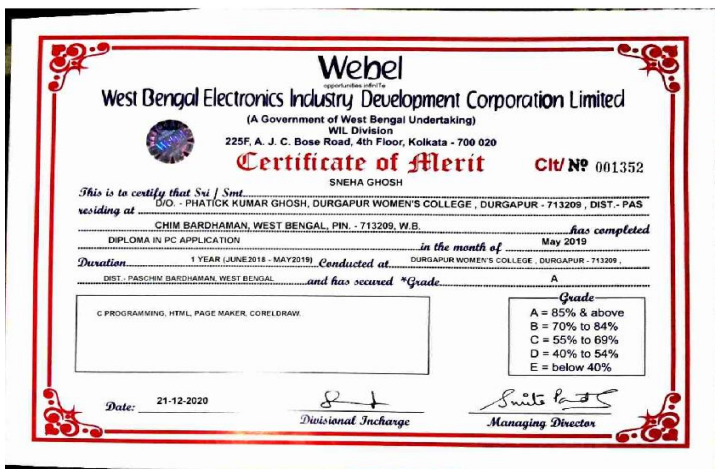 Webel
opportunities infinite
West Bengal Electronics Industry Development Corporation Limited
(A Government of West Bengal Undertaking)
WIL Division
225F, A. J. C. Bose Road, 4th Floor, Kolkata - 700 020
Certificate of Merit
Clt/ Nº 001352
This is to certify that Sri / Smt. SNEHA GHOSH
residing at D/O. - PHATICK KUMAR GHOSH, DURGAPUR WOMEN'S COLLEGE , DURGAPUR - 713209 , DIST.- PAS
CHIM BARDHAMAN, WEST BENGAL, PIN. - 713209, W.B. has completed
DIPLOMA IN PC APPLICATION in the month of May 2019
Duration 1 YEAR (JUNE2018 - MAY2019) Conducted at DURGAPUR WOMEN'S COLLEGE , DURGAPUR - 713209 ,
DIST.- PASCHIM BARDHAMAN, WEST BENGAL and has secured *Grade A
C PROGRAMMING, HTML, PAGE MAKER, CORELDRAW.
Grade
A = 85% & above
B = 70% to 84%
C = 55% to 69%
D = 40% to 54%
E = below 40%
Date: 21-12-2020
Divisional Incharge
Managing Director